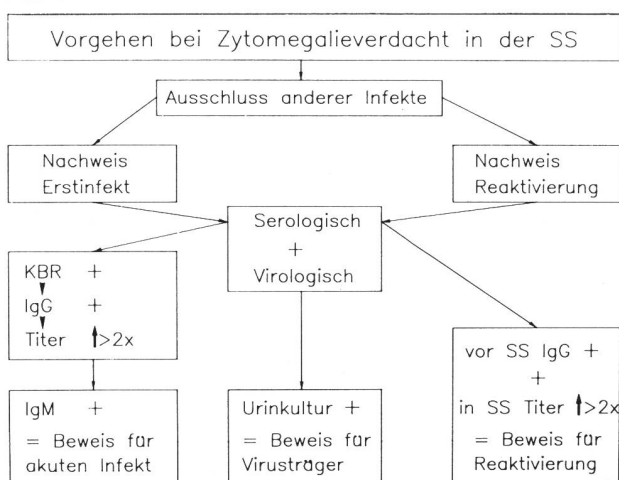 Vorgehen bei Zytomegalieverdacht in der SS
Ausschluss anderer Infekte
Nachweis
Erstinfekt
Nachweis
Reaktivierung
Serologisch
+
Virologisch
KBR +
IgG +
Titer ↑>2x
vor SS IgG +
+
in SS Titer ↑>2x
= Beweis für
Reaktivierung
IgM +
= Beweis für
akuten Infekt
Urinkultur +
= Beweis für
Virusträger